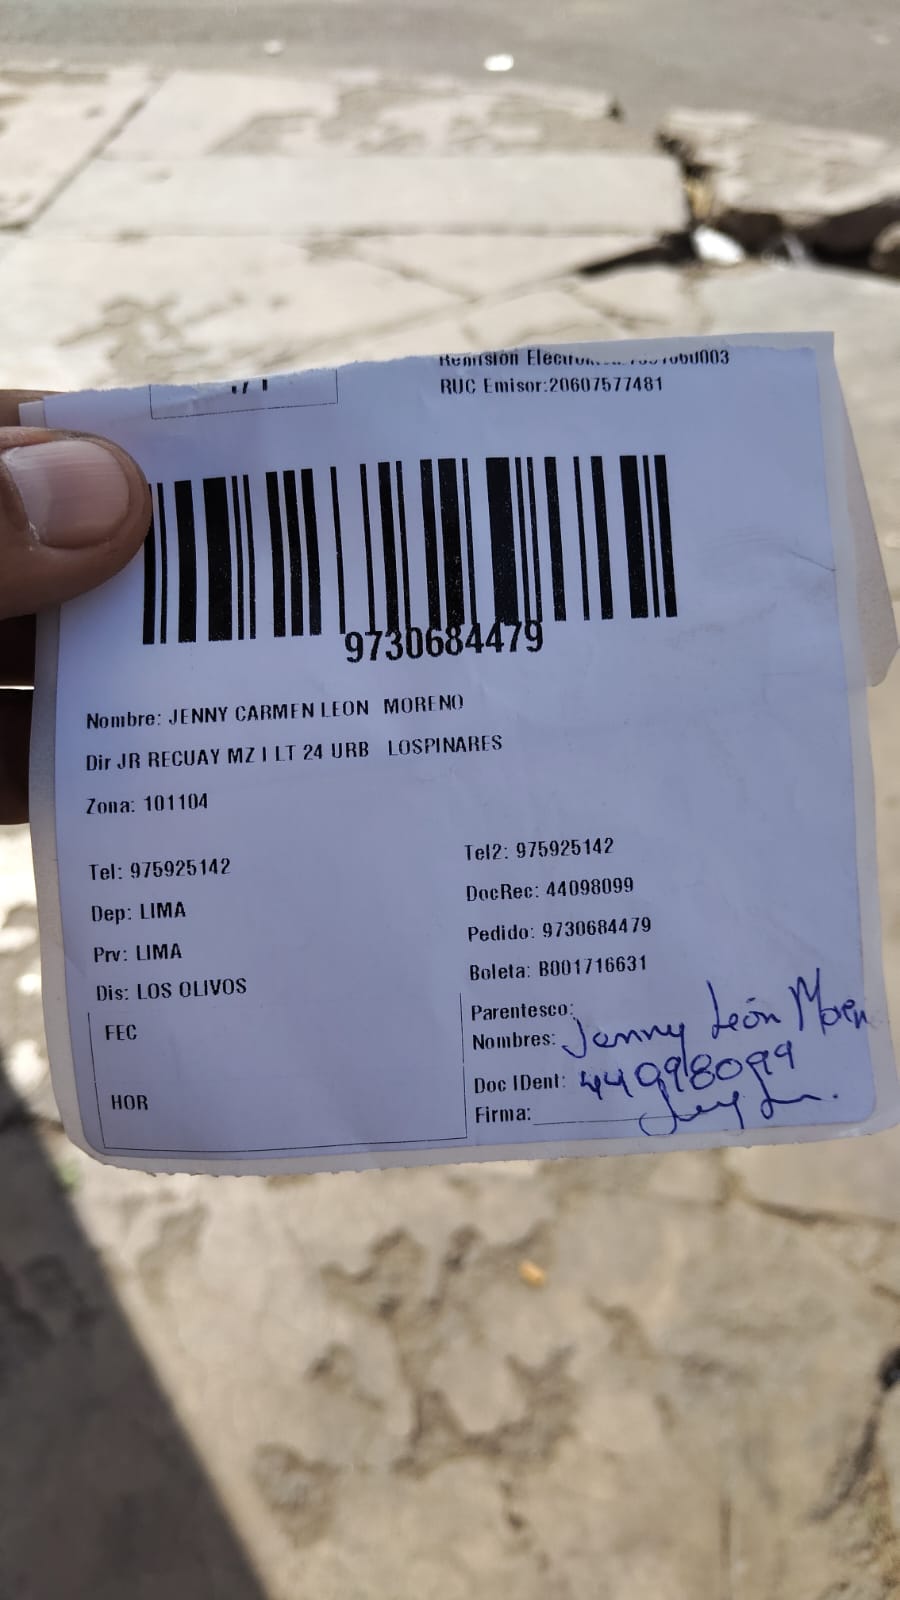 Remisión
RUC Emisor:20607577481
9730684479
Nombre: JENNY CARMEN LEON MORENO
Dir JR RECUAY MZ I LT 24 URB LOSPINARES
Zona: 101104
Tel: 975925142 Tel2: 975925142
Dep: LIMA DocRec: 44098099
Prv: LIMA Pedido: 9730684479
Dis: LOS OLIVOS Boleta: B001716631
FEC
HOR
Parentesco:
Nombres: Jenny León Moren
Doc IDent: 44098099
Firma: